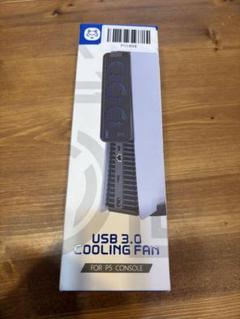 USB 3.0
COOLING FAN
FOR P5 CONSOLE